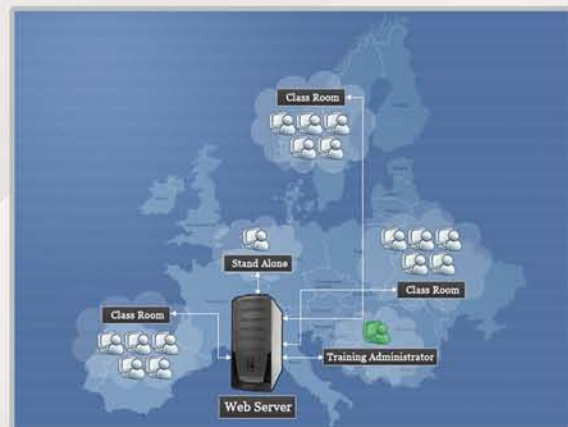 Class Room
Stand Alone
Class Room
Class Room
Training Administrator
Web Server